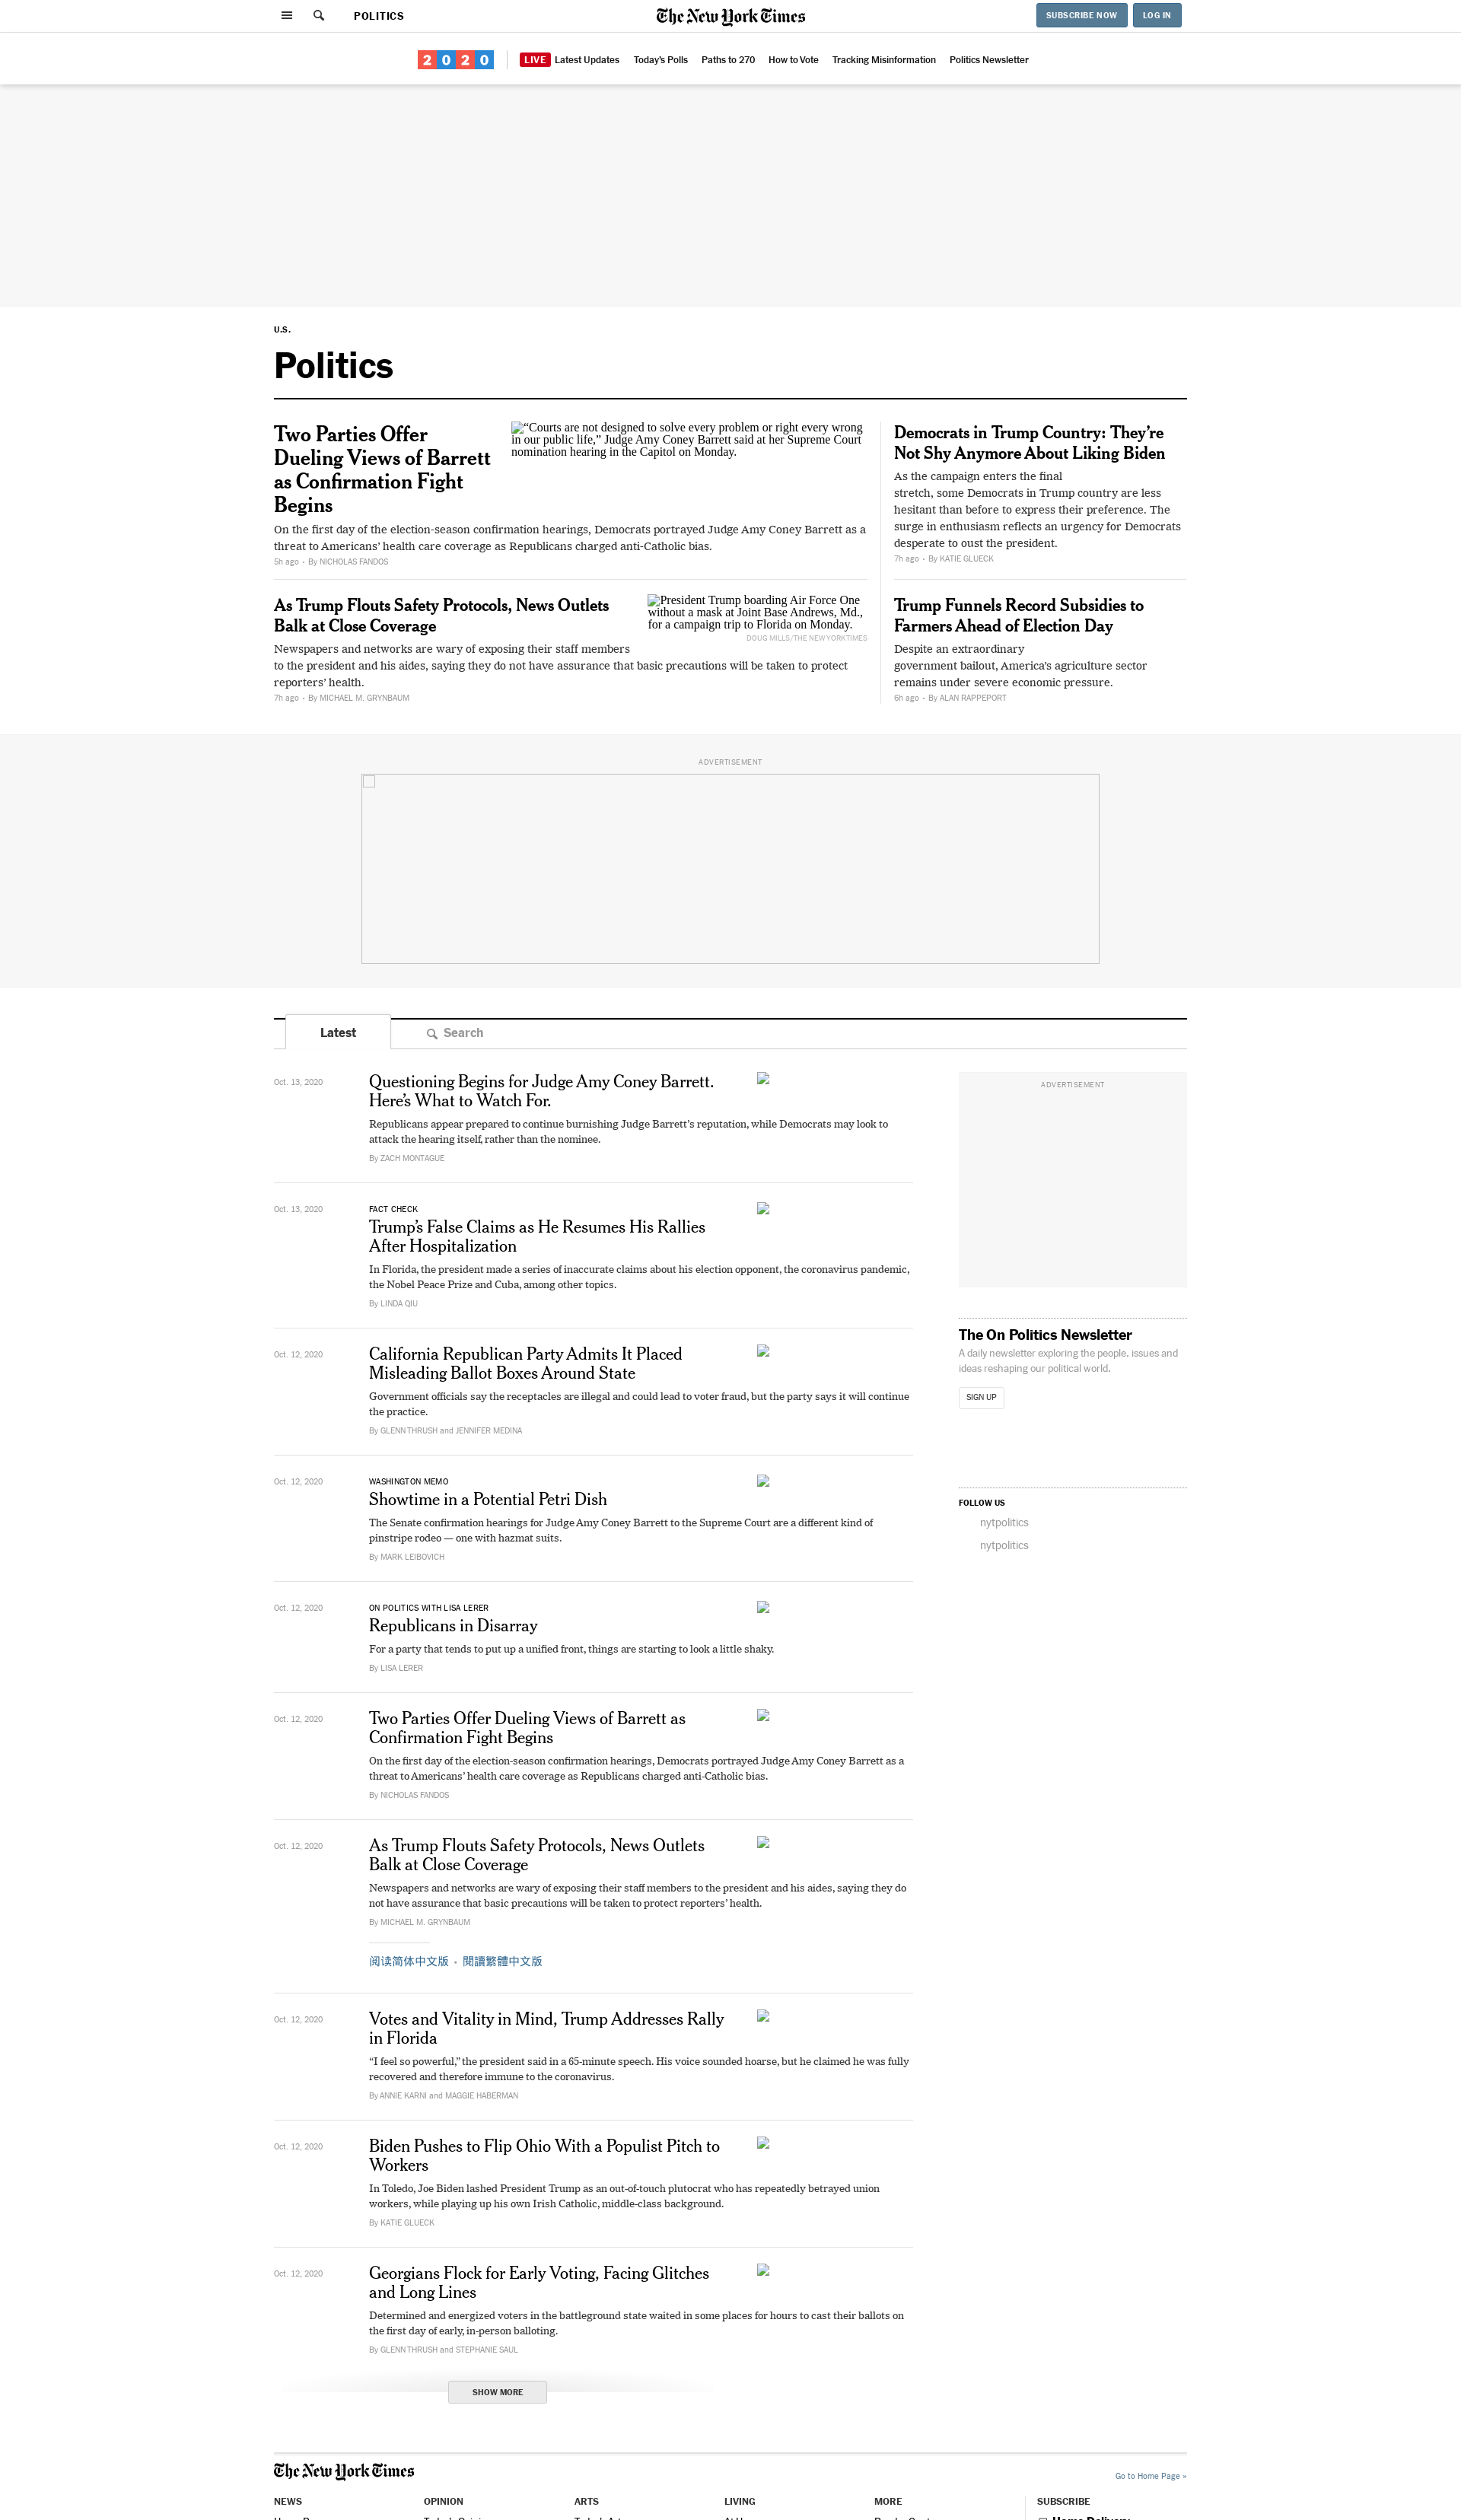 POLITICS
The New York Times
SUBSCRIBE NOW
LOG IN
2020
LIVE Latest Updates
Today's Polls
Paths to 270
How to Vote
Tracking Misinformation
Politics Newsletter
U.S.
Politics
Two Parties Offer
Dueling Views of Barrett
as Confirmation Fight
Begins
“Courts are not designed to solve every problem or right every wrong
in our public life,” Judge Amy Coney Barrett said at her Supreme Court
nomination hearing in the Capitol on Monday.
On the first day of the election-season confirmation hearings, Democrats portrayed Judge Amy Coney Barrett as a
threat to Americans’ health care coverage as Republicans charged anti-Catholic bias.
5h ago • By NICHOLAS FANDOS
Democrats in Trump Country: They’re
Not Shy Anymore About Liking Biden
As the campaign enters the final
stretch, some Democrats in Trump country are less
hesitant than before to express their preference. The
surge in enthusiasm reflects an urgency for Democrats
desperate to oust the president.
7h ago • By KATIE GLUECK
As Trump Flouts Safety Protocols, News Outlets
Balk at Close Coverage
President Trump boarding Air Force One
without a mask at Joint Base Andrews, Md.,
for a campaign trip to Florida on Monday.
DOUG MILLS/THE NEW YORK TIMES
Newspapers and networks are wary of exposing their staff members
to the president and his aides, saying they do not have assurance that basic precautions will be taken to protect
reporters’ health.
7h ago • By MICHAEL M. GRYNBAUM
Trump Funnels Record Subsidies to
Farmers Ahead of Election Day
Despite an extraordinary
government bailout, America’s agriculture sector
remains under severe economic pressure.
6h ago • By ALAN RAPPEPORT
ADVERTISEMENT
Latest
Search
Oct. 13, 2020
Questioning Begins for Judge Amy Coney Barrett.
Here’s What to Watch For.
Republicans appear prepared to continue burnishing Judge Barrett’s reputation, while Democrats may look to
attack the hearing itself, rather than the nominee.
By ZACH MONTAGUE
Oct. 13, 2020
FACT CHECK
Trump’s False Claims as He Resumes His Rallies
After Hospitalization
In Florida, the president made a series of inaccurate claims about his election opponent, the coronavirus pandemic,
the Nobel Peace Prize and Cuba, among other topics.
By LINDA QIU
Oct. 12, 2020
California Republican Party Admits It Placed
Misleading Ballot Boxes Around State
Government officials say the receptacles are illegal and could lead to voter fraud, but the party says it will continue
the practice.
By GLENN THRUSH and JENNIFER MEDINA
Oct. 12, 2020
WASHINGTON MEMO
Showtime in a Potential Petri Dish
The Senate confirmation hearings for Judge Amy Coney Barrett to the Supreme Court are a different kind of
pinstripe rodeo — one with hazmat suits.
By MARK LEIBOVICH
Oct. 12, 2020
ON POLITICS WITH LISA LERER
Republicans in Disarray
For a party that tends to put up a unified front, things are starting to look a little shaky.
By LISA LERER
Oct. 12, 2020
Two Parties Offer Dueling Views of Barrett as
Confirmation Fight Begins
On the first day of the election-season confirmation hearings, Democrats portrayed Judge Amy Coney Barrett as a
threat to Americans’ health care coverage as Republicans charged anti-Catholic bias.
By NICHOLAS FANDOS
Oct. 12, 2020
As Trump Flouts Safety Protocols, News Outlets
Balk at Close Coverage
Newspapers and networks are wary of exposing their staff members to the president and his aides, saying they do
not have assurance that basic precautions will be taken to protect reporters’ health.
By MICHAEL M. GRYNBAUM
阅读简体中文版 • 閱讀繁體中文版
Oct. 12, 2020
Votes and Vitality in Mind, Trump Addresses Rally
in Florida
“I feel so powerful,” the president said in a 65-minute speech. His voice sounded hoarse, but he claimed he was fully
recovered and therefore immune to the coronavirus.
By ANNIE KARNI and MAGGIE HABERMAN
Oct. 12, 2020
Biden Pushes to Flip Ohio With a Populist Pitch to
Workers
In Toledo, Joe Biden lashed President Trump as an out-of-touch plutocrat who has repeatedly betrayed union
workers, while playing up his own Irish Catholic, middle-class background.
By KATIE GLUECK
Oct. 12, 2020
Georgians Flock for Early Voting, Facing Glitches
and Long Lines
Determined and energized voters in the battleground state waited in some places for hours to cast their ballots on
the first day of early, in-person balloting.
By GLENN THRUSH and STEPHANIE SAUL
SHOW MORE
ADVERTISEMENT
The On Politics Newsletter
A daily newsletter exploring the people, issues and
ideas reshaping our political world.
SIGN UP
FOLLOW US
nytpolitics
nytpolitics
The New York Times
Go to Home Page »
NEWS
OPINION
ARTS
LIVING
MORE
SUBSCRIBE